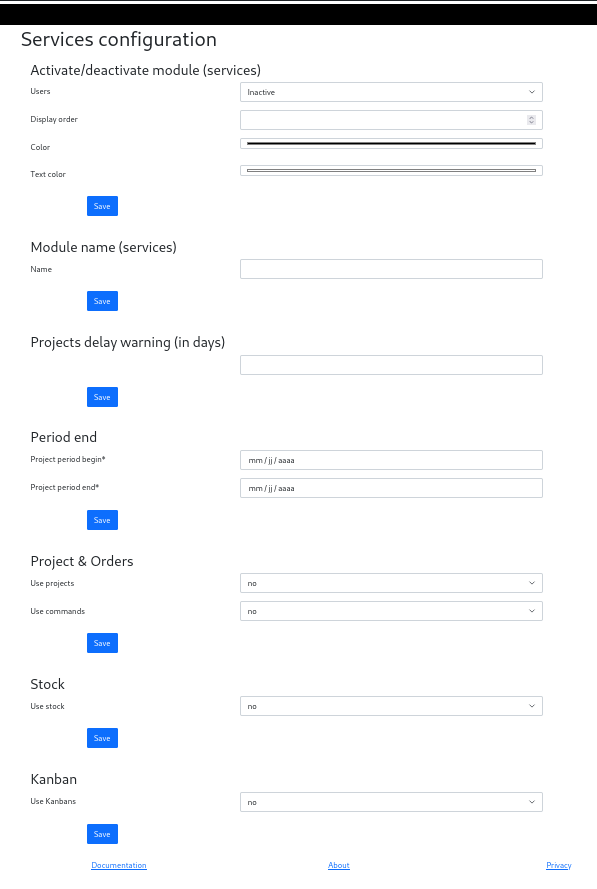 Services configuration
Activate/deactivate module (services)
Users
Inactive
Display order
Color
Text color
Save
Module name (services)
Name
Save
Projects delay warning (in days)
Save
Period end
Project period begin*
mm / jj / aaaa
Project period end*
mm / jj / aaaa
Save
Project & Orders
Use projects
no
Use commands
no
Save
Stock
Use stock
no
Save
Kanban
Use Kanbans
no
Save
Documentation
About
Privacy